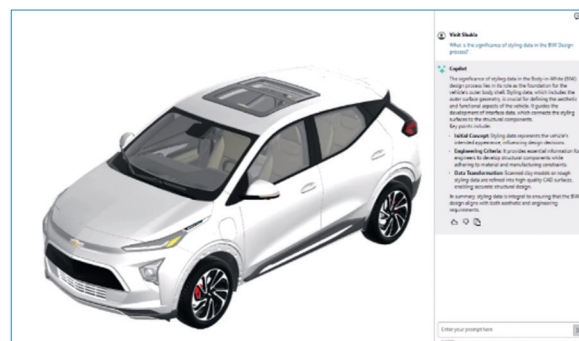 Visit Shukla
What is the significance of styling data in the BIW Design
process?
Copilot
The significance of styling data in the Body-in-White (BIW)
design process lies in its role as the foundation for the
vehicle's outer body shell. Styling data, which includes the
outer surface geometry, is crucial for defining the aesthetic
and functional aspects of the vehicle. It guides the
development of interface data, which connects the styling
surfaces to the structural components.
Key points include:
· Initial Concept: Styling data represents the vehicle's
intended appearance, influencing design decisions.
· Engineering Criteria: It provides essential information for
engineers to develop structural components while
adhering to material and manufacturing constraints.
· Data Transformation: Scanned clay models or rough
styling data are refined into high-quality CAD surfaces,
enabling accurate structural design.
In summary, styling data is integral to ensuring that the BIW
design aligns with both aesthetic and engineering
requirements.
Enter your prompt here